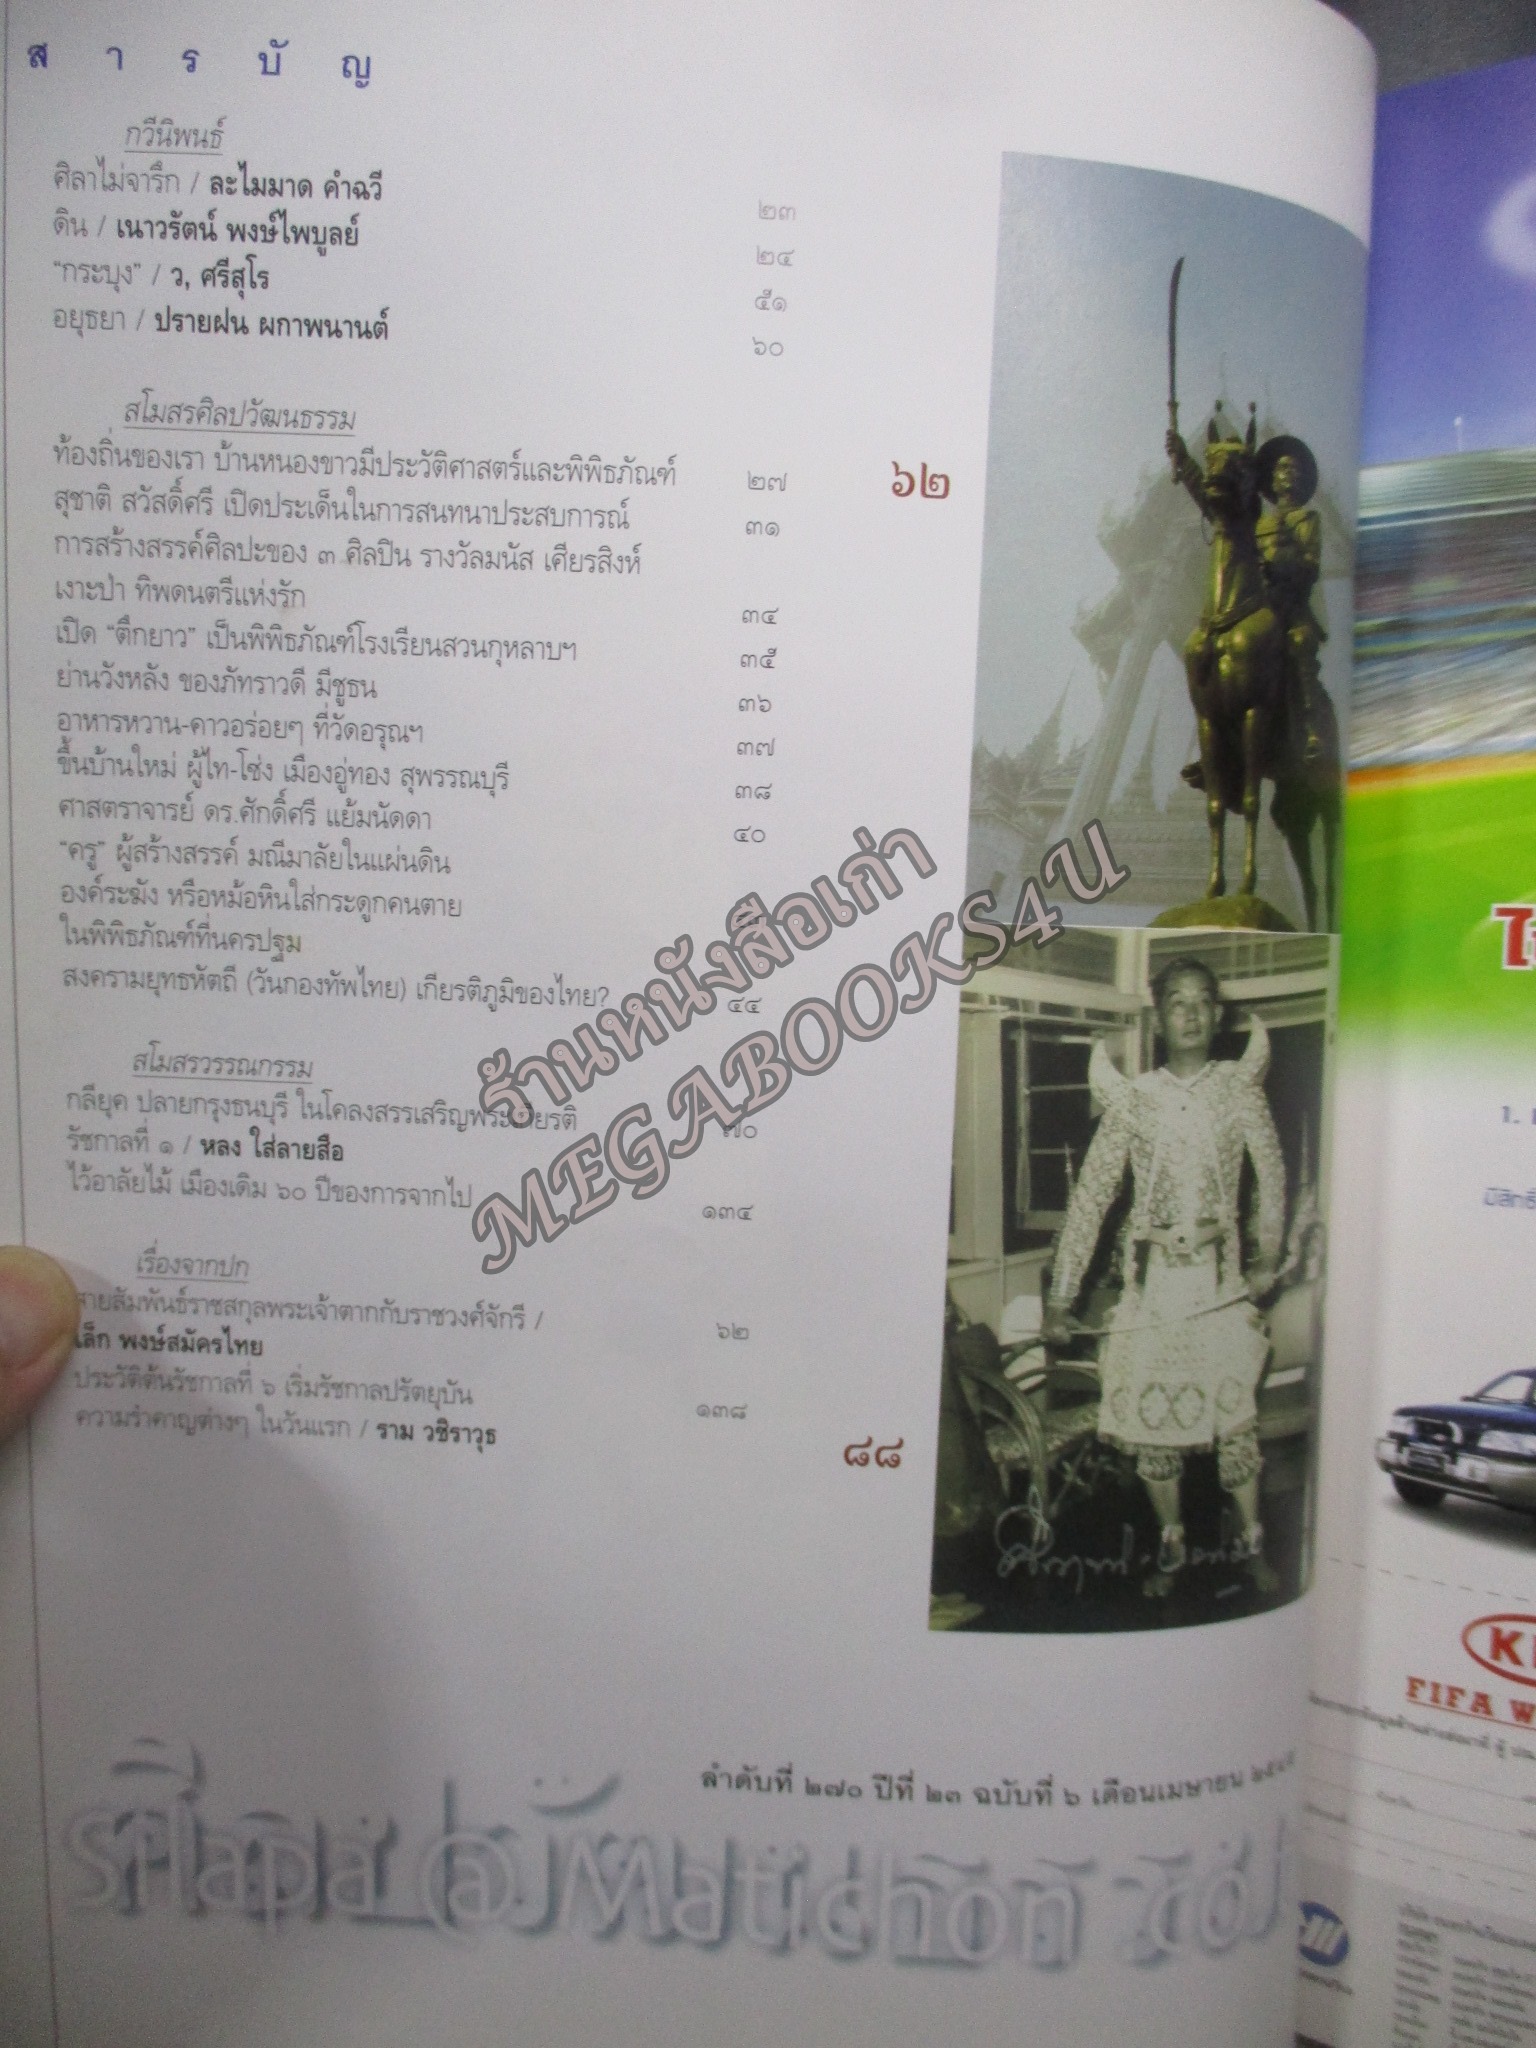 ส า ร บั ญ
กวีนิพนธ์
ศิลาไม่จารึก / ละไมมาด คำฉวี ๒๓
ดิน / เนาวรัตน์ พงษ์ไพบูลย์ ๒๔
“กระบุง” / ว, ศรีสุโร ๕๑
อยุธยา / ปรายฝน ผกาพนานต์ ๖๐
สโมสรศิลปวัฒนธรรม
ท้องถิ่นของเรา บ้านหนองขาวมีประวัติศาสตร์และพิพิธภัณฑ์ ๒๗
สุชาติ สวัสดิ์ศรี เปิดประเด็นในการสนทนาประสบการณ์ ๓๑
การสร้างสรรค์ศิลปะของ ๓ ศิลปิน รางวัลมนัส เศียรสิงห์
เงาะป่า ทิพดนตรีแห่งรัก ๓๔
เปิด “ตึกยาว” เป็นพิพิธภัณฑ์โรงเรียนสวนกุหลาบฯ ๓๕
ย่านวังหลัง ของภัทราวดี มีชูธน ๓๖
อาหารหวาน-คาวอร่อยๆ ที่วัดอรุณฯ ๓๗
ขึ้นบ้านใหม่ ผู้ไท-โซ่ง เมืองอู่ทอง สุพรรณบุรี ๓๘
ศาสตราจารย์ ดร.ศักดิ์ศรี แย้มนัดดา ๔๐
“ครู” ผู้สร้างสรรค์ มณีมาลัยในแผ่นดิน
องค์ระฆัง หรือหม้อหินใส่กระดูกคนตาย
ในพิพิธภัณฑ์ที่นครปฐม
สงครามยุทธหัตถี (วันกองทัพไทย) เกียรติภูมิของไทย? ๔๔
สโมสรวรรณกรรม
กลียุค ปลายกรุงธนบุรี ในโคลงสรรเสริญพระเกียรติ ๗๐
รัชกาลที่ ๑ / หลง ใส่ลายสือ
ไว้อาลัยไม้ เมืองเดิม ๖๐ ปีของการจากไป ๑๓๔
เรื่องจากปก
สายสัมพันธ์ราชสกุลพระเจ้าตากกับราชวงศ์จักรี / ๖๒
เล็ก พงษ์สมัครไทย
ประวัติต้นรัชกาลที่ ๖ เริ่มรัชกาลปรัตยุบัน ๑๓๘
ความรำคาญต่างๆ ในวันแรก / ราม วชิราวุธ
๖๒
๘๘
ร้านหนังสือเก่า
MEGABOOKS4U
ลำดับที่ ๒๗๐ ปีที่ ๒๓ ฉบับที่ ๖ เดือนเมษายน
1.
FIFA W